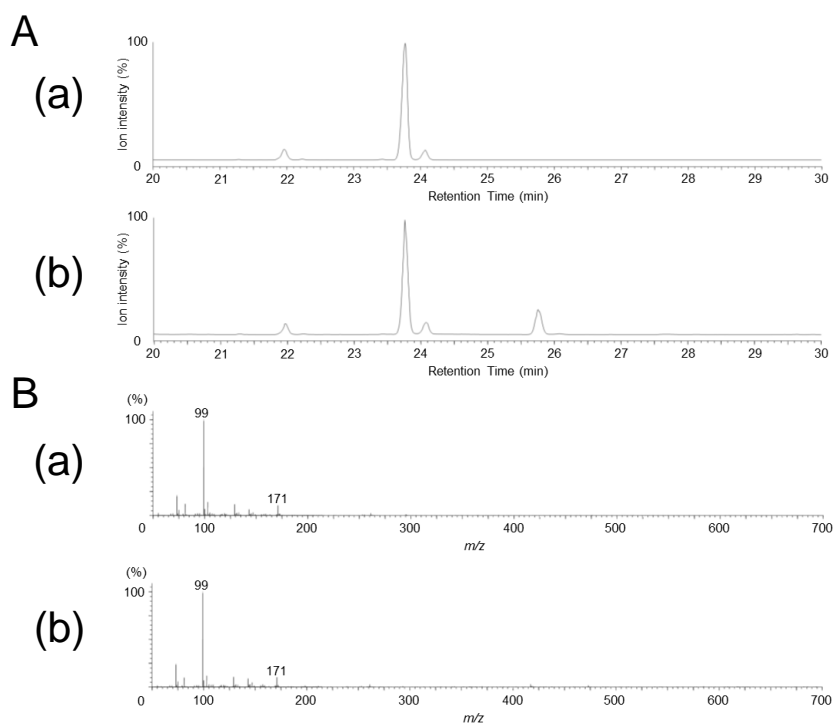 A
(a)
Ion intensity (%)
100
0
20 21 22 23 24 25 26 27 28 29 30
Retention Time (min)
(b)
Ion intensity (%)
100
0
20 21 22 23 24 25 26 27 28 29 30
Retention Time (min)
B
(a)
(%)
100
99
171
0 100 200 300 400 500 600 700
m/z
(b)
(%)
100
99
171
0 100 200 300 400 500 600 700
m/z